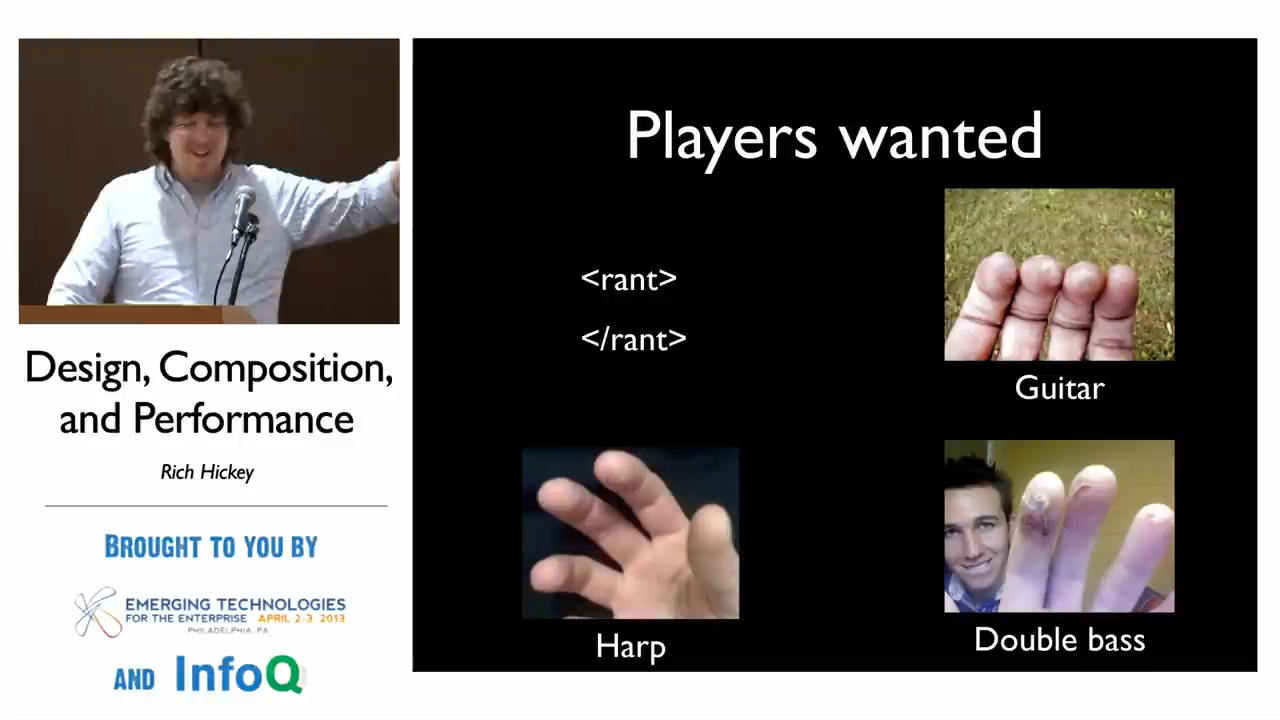 Design, Composition,
and Performance
Rich Hickey
BROUGHT TO YOU BY
EMERGING TECHNOLOGIES
FOR THE ENTERPRISE APRIL 2-3 2013
PHILADELPHIA, PA
AND InfoQ
Players wanted
<rant>
</rant>
Guitar
Harp
Double bass